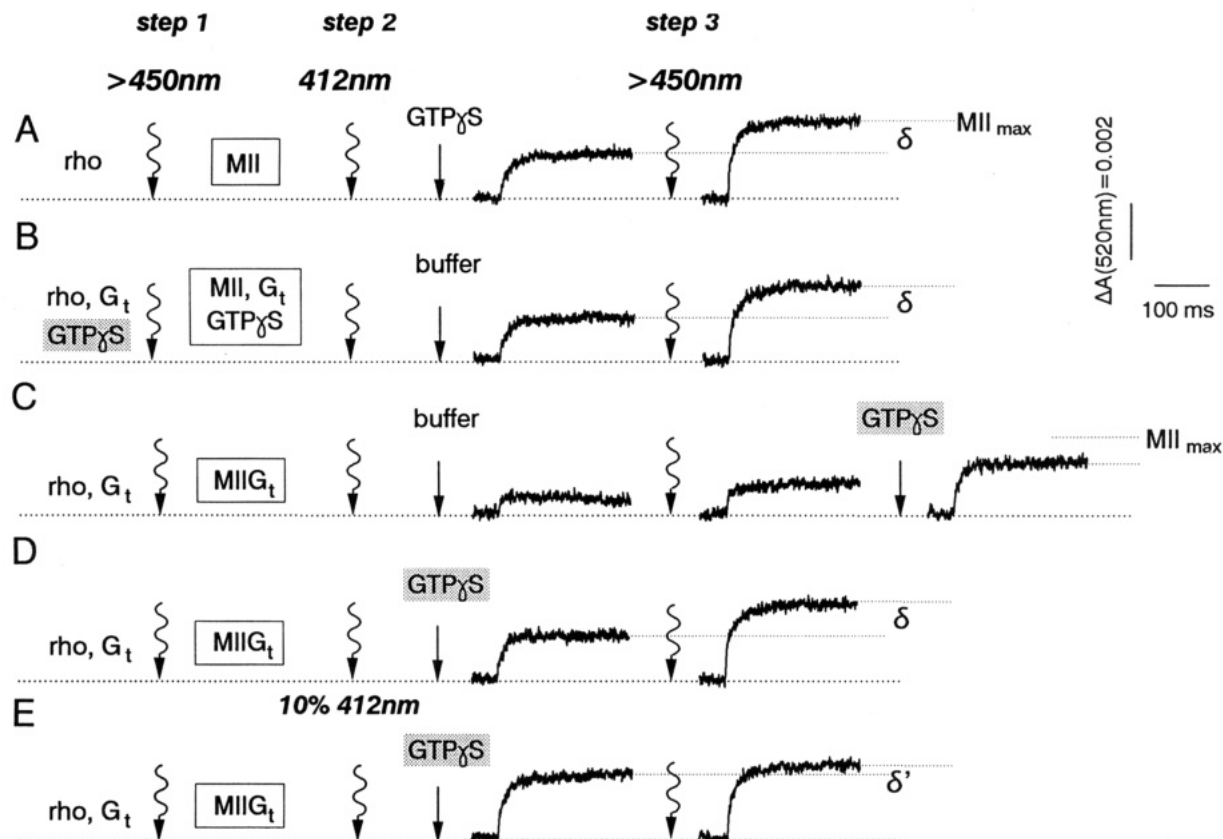 step 1 step 2 step 3
>450nm 412nm >450nm
A
rho
MII
GTPγS
δ
MII max
ΔA(520nm) = 0.002
100 ms
B
rho, Gt
GTPγS
MII, Gt
GTPγS
buffer
δ
C
rho, Gt
MIIGt
buffer
GTPγS
MII max
D
rho, Gt
MIIGt
GTPγS
δ
10% 412nm
E
rho, Gt
MIIGt
GTPγS
δ'